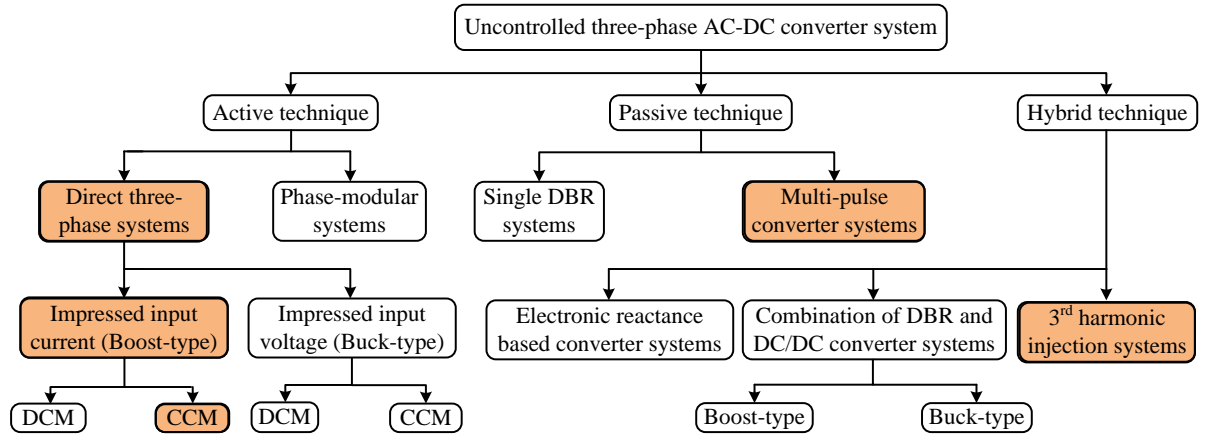 Uncontrolled three-phase AC-DC converter system
Active technique
Passive technique
Hybrid technique
Direct three-
phase systems
Phase-modular
systems
Single DBR
systems
Multi-pulse
converter systems
Impressed input
current (Boost-type)
Impressed input
voltage (Buck-type)
Electronic reactance
based converter systems
Combination of DBR and
DC/DC converter systems
3rd harmonic
injection systems
DCM
CCM
DCM
CCM
Boost-type
Buck-type